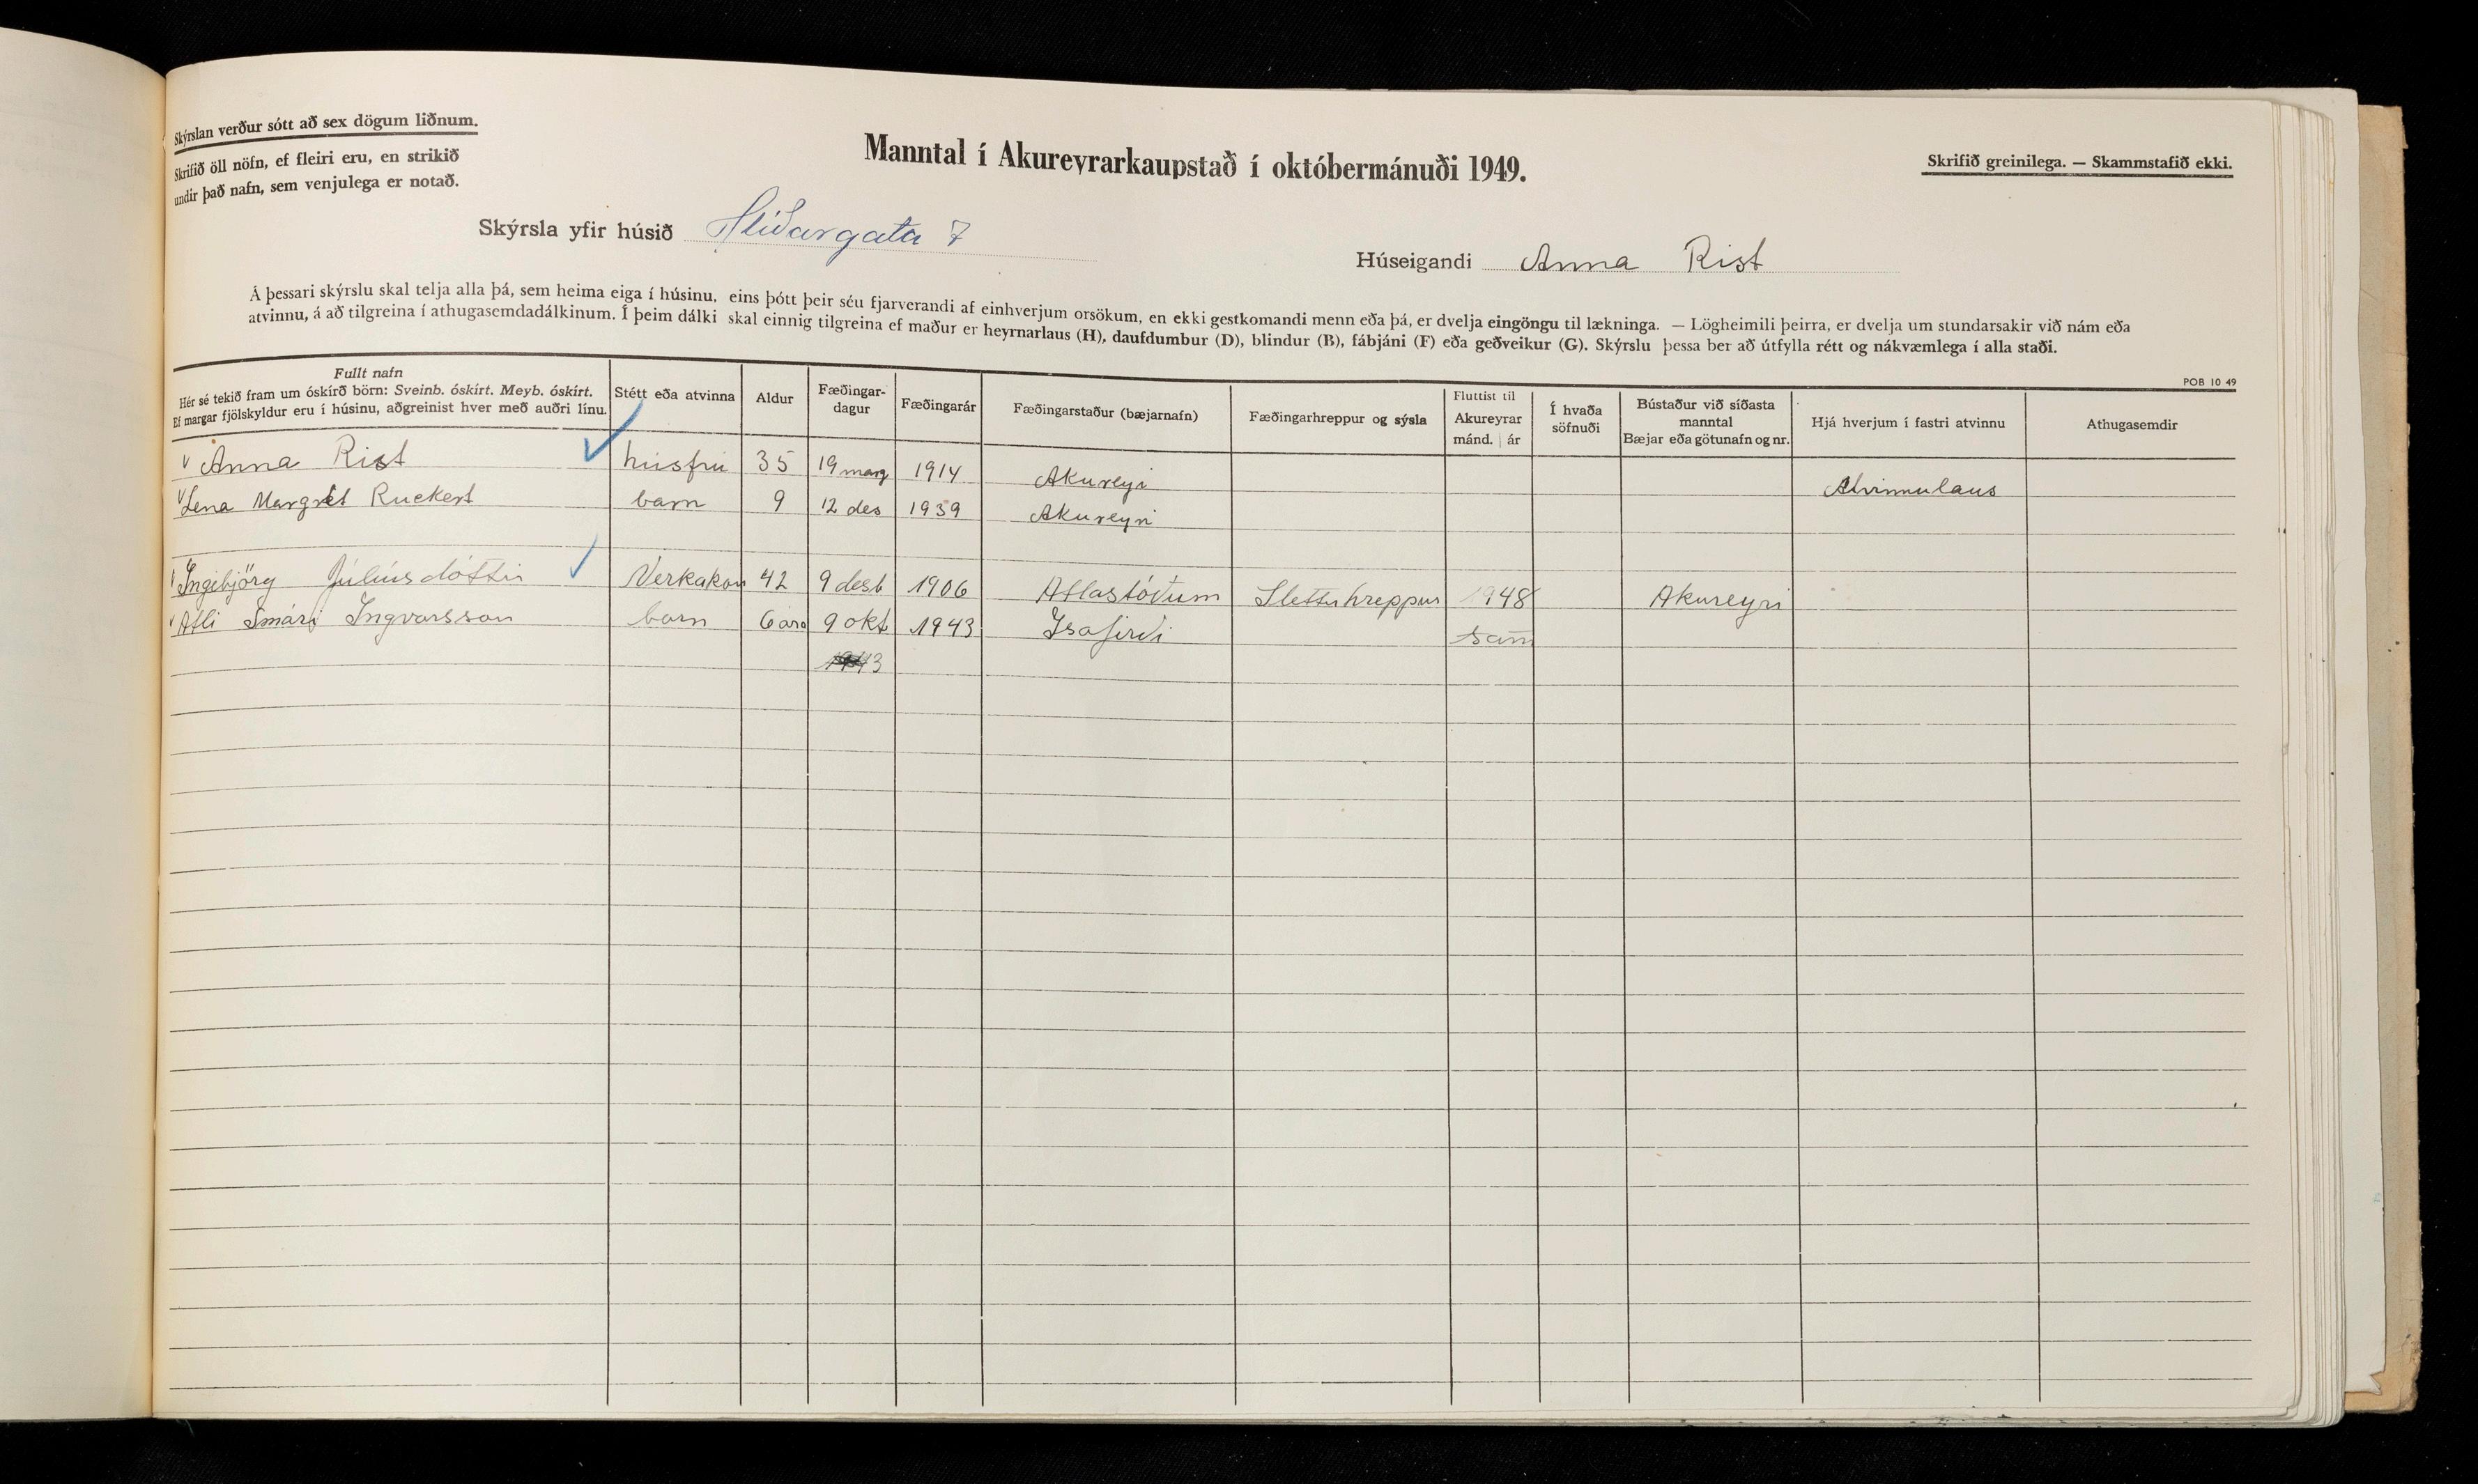 Skýrslan verður sótt að sex dögum liðnum.
Skrifið öll nöfn, ef fleiri eru, en strikið
undir það nafn, sem venjulega er notað.
Manntal í Akureyrarkaupstað í októbermánuði 1949.
Skrifið greinilega. — Skammstafið ekki.
Skýrsla yfir húsið Hlíðargata 7
Húseigandi Anna Rist
Á þessari skýrslu skal telja alla þá, sem heima eiga í húsinu, eins þótt þeir séu fjarverandi af einhverjum orsökum, en ekki gestkomandi menn eða þá, er dvelja eingöngu til lækninga. — Lögheimili þeirra, er dvelja um stundarsakir við nám eða
atvinnu, á að tilgreina í athugasemdadálkinum. Í þeim dálki skal einnig tilgreina ef maður er heyrnarlaus (H), daufdumbur (D), blindur (B), fábjáni (F) eða geðveikur (G). Skýrslu þessa ber að útfylla rétt og nákvæmlega í alla staði.
POB 10 49
Fullt nafn
Hér sé tekið fram um óskírð börn: Sveinb. óskírt. Meyb. óskírt.
Ef margar fjölskyldur eru í húsinu, aðgreinist hver með auðri línu.
Stétt eða atvinna
Aldur
Fæðingar-
dagur
Fæðingarár
Fæðingarstaður (bæjarnafn)
Fæðingarhreppur og sýsla
Fluttist til
Akureyrar
mánd. | ár
Í hvaða
söfnuði
Bústaður við síðasta
manntal
Bæjar eða götunafn og nr.
Hjá hverjum í fastri atvinnu
Athugasemdir
Anna Rist húsfrú 35 19 marz 1914 Akureyi Atvinnulaus
Lena Margrét Ruckert barn 9 12 des 1939 Akureyri
Ingibjörg Júlíusdóttir Verkakon 42 9 desb 1906 Atlastöðum Slettuhreppur 1948 Akureyri
Atli Smári Ingvarsson barn 6 ára 9 okt 1943 Isafirði sam
1943